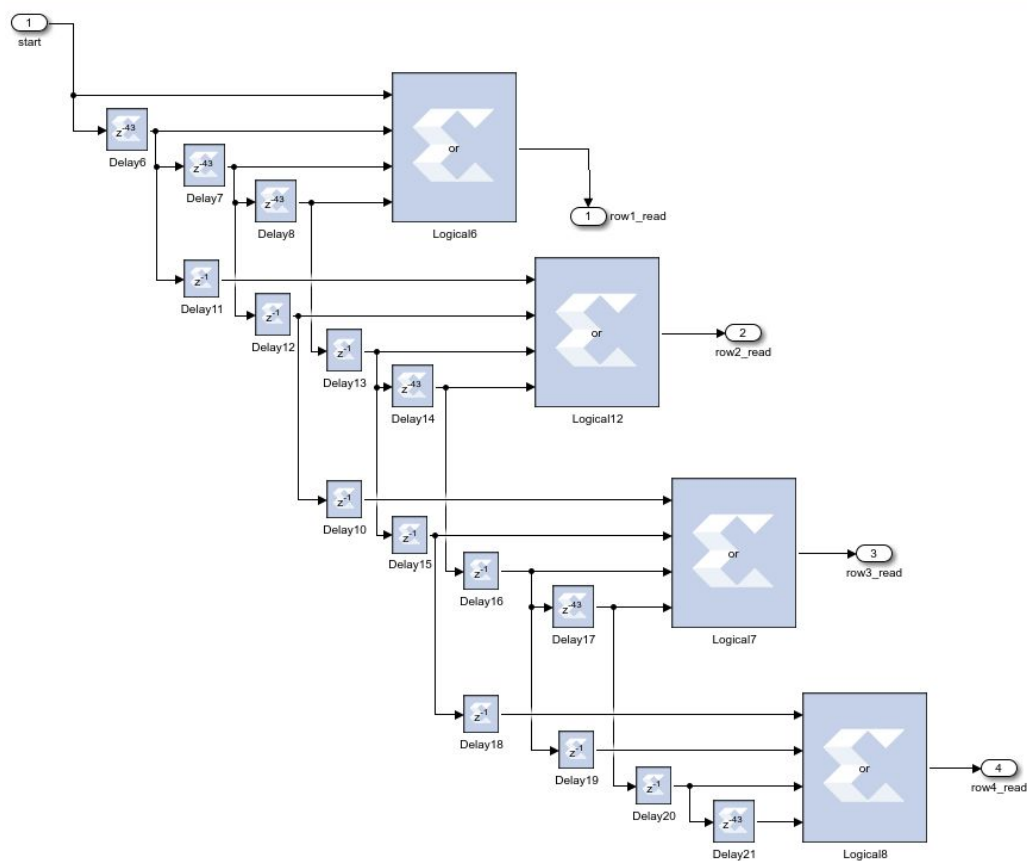 1
start
z-43
Delay6
z-43
Delay7
z-43
Delay8
or
Logical6
1
row1_read
z-1
Delay11
z-1
Delay12
z-1
Delay13
z-43
Delay14
or
Logical12
2
row2_read
z-1
Delay10
z-1
Delay15
z-1
Delay16
z-43
Delay17
or
Logical7
3
row3_read
z-1
Delay18
z-1
Delay19
z-1
Delay20
z-43
Delay21
or
Logical8
4
row4_read